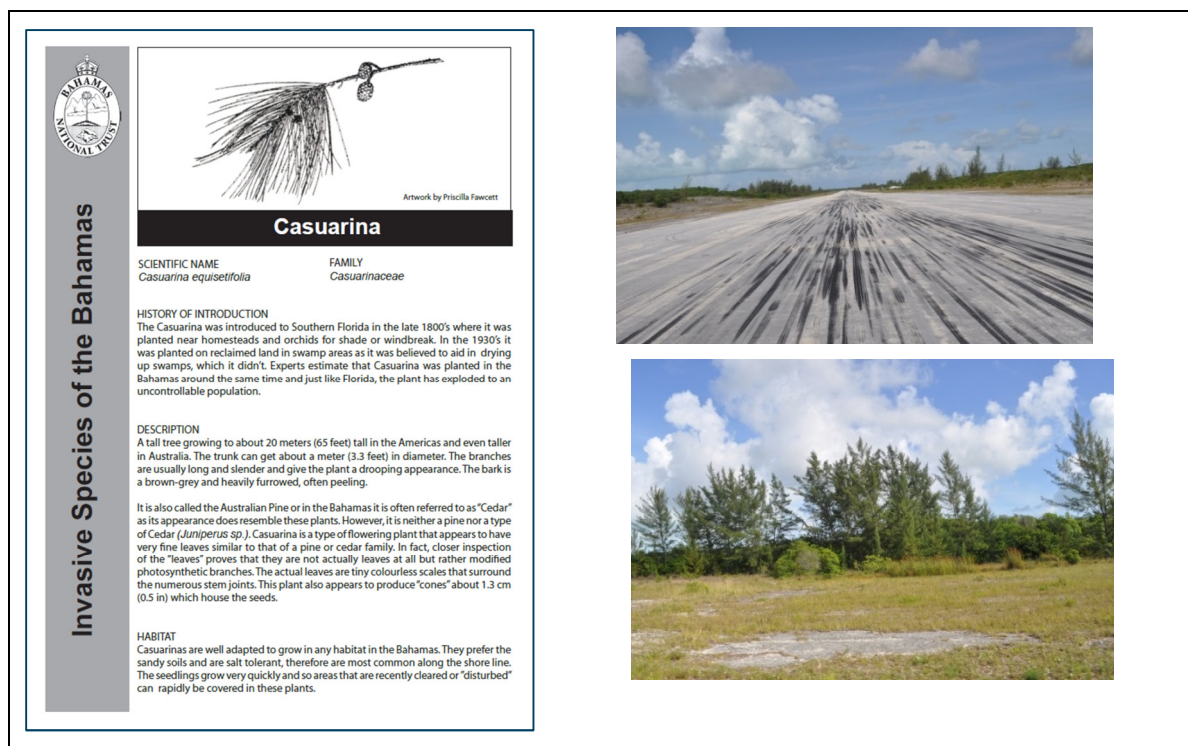 BAHAMAS
NATIONAL TRUST
Invasive Species of the Bahamas
Artwork by Priscilla Fawcett
Casuarina
SCIENTIFIC NAME
Casuarina equisetifolia
FAMILY
Casuarinaceae
HISTORY OF INTRODUCTION
The Casuarina was introduced to Southern Florida in the late 1800's where it was
planted near homesteads and orchids for shade or windbreak. In the 1930's it
was planted on reclaimed land in swamp areas as it was believed to aid in drying
up swamps, which it didn't. Experts estimate that Casuarina was planted in the
Bahamas around the same time and just like Florida, the plant has exploded to an
uncontrollable population.
DESCRIPTION
A tall tree growing to about 20 meters (65 feet) tall in the Americas and even taller
in Australia. The trunk can get about a meter (3.3 feet) in diameter. The branches
are usually long and slender and give the plant a drooping appearance. The bark is
a brown-grey and heavily furrowed, often peeling.
It is also called the Australian Pine or in the Bahamas it is often referred to as "Cedar"
as its appearance does resemble these plants. However, it is neither a pine nor a type
of Cedar (Juniperus sp.). Casuarina is a type of flowering plant that appears to have
very fine leaves similar to that of a pine or cedar family. In fact, closer inspection
of the "leaves" proves that they are not actually leaves at all but rather modified
photosynthetic branches. The actual leaves are tiny colourless scales that surround
the numerous stem joints. This plant also appears to produce "cones" about 1.3 cm
(0.5 in) which house the seeds.
HABITAT
Casuarinas are well adapted to grow in any habitat in the Bahamas. They prefer the
sandy soils and are salt tolerant, therefore are most common along the shore line.
The seedlings grow very quickly and so areas that are recently cleared or "disturbed"
can rapidly be covered in these plants.